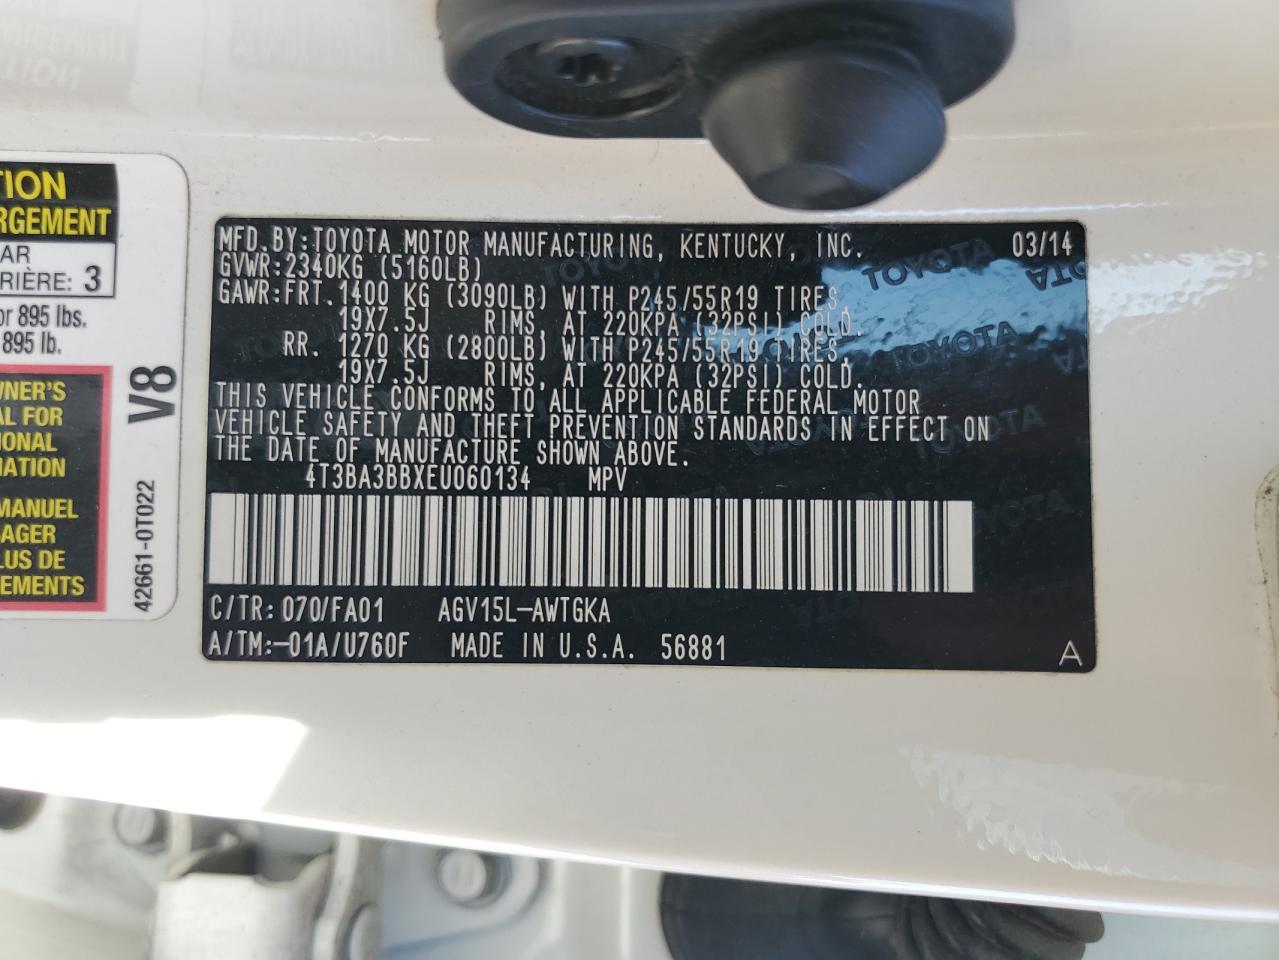 TION
RGEMENT
AR
RIÈRE: 3
or 895 lbs.
895 lb.
WNER'S
AL FOR
IONAL
MATION
MANUEL
AGER
LUS DE
EMENTS
V8
42661-0T022
MFD.BY:TOYOTA MOTOR MANUFACTURING, KENTUCKY, INC. 03/14
GVWR:2340KG (5160LB)
GAWR:FRT.1400 KG (3090LB) WITH P245/55R19 TIRES,
19X7.5J RIMS, AT 220KPA (32PSI) COLD.
RR. 1270 KG (2800LB) WITH P245/55R19 TIRES,
19X7.5J RIMS, AT 220KPA (32PSI) COLD.
THIS VEHICLE CONFORMS TO ALL APPLICABLE FEDERAL MOTOR
VEHICLE SAFETY AND THEFT PREVENTION STANDARDS IN EFFECT ON
THE DATE OF MANUFACTURE SHOWN ABOVE.
4T3BA3BBXEU060134 MPV
C/TR: 070/FA01 AGV15L-AWTGKA
A/TM:-01A/U760F MADE IN U.S.A. 56881
A